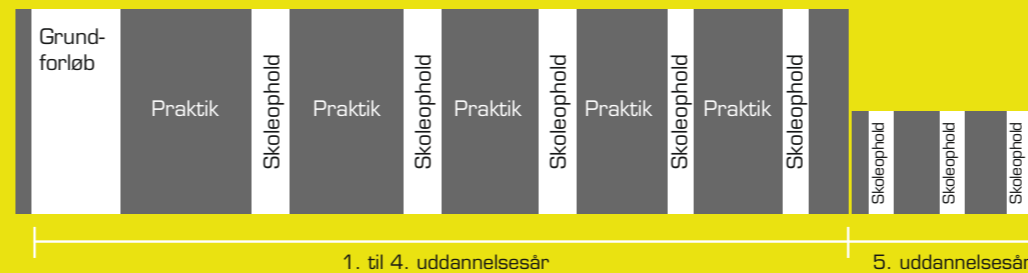 Grund-
forløb
Praktik
Skoleophold
Praktik
Skoleophold
Praktik
Skoleophold
Praktik
Skoleophold
Praktik
Skoleophold
Skoleophold
Skoleophold
Skoleophold
1. til 4. uddannelsesår
5. uddannelsesår